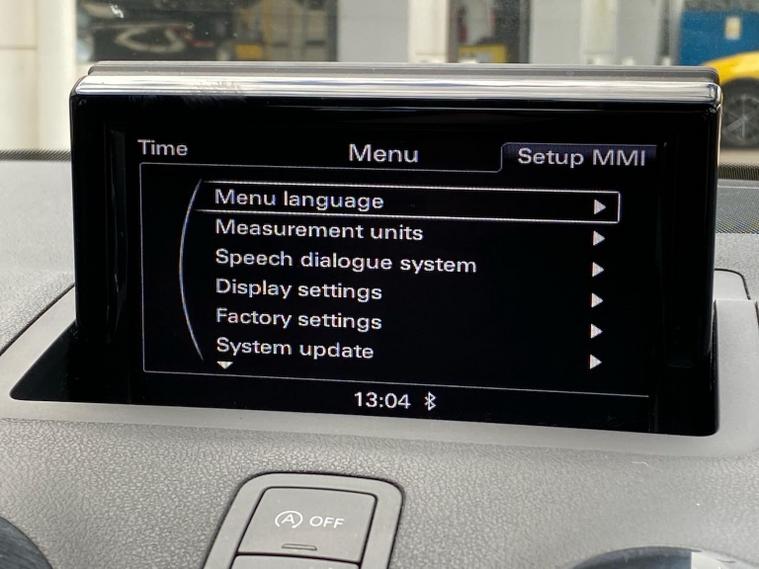 Time Menu Setup MMI
Menu language
Measurement units
Speech dialogue system
Display settings
Factory settings
System update
13:04
A OFF